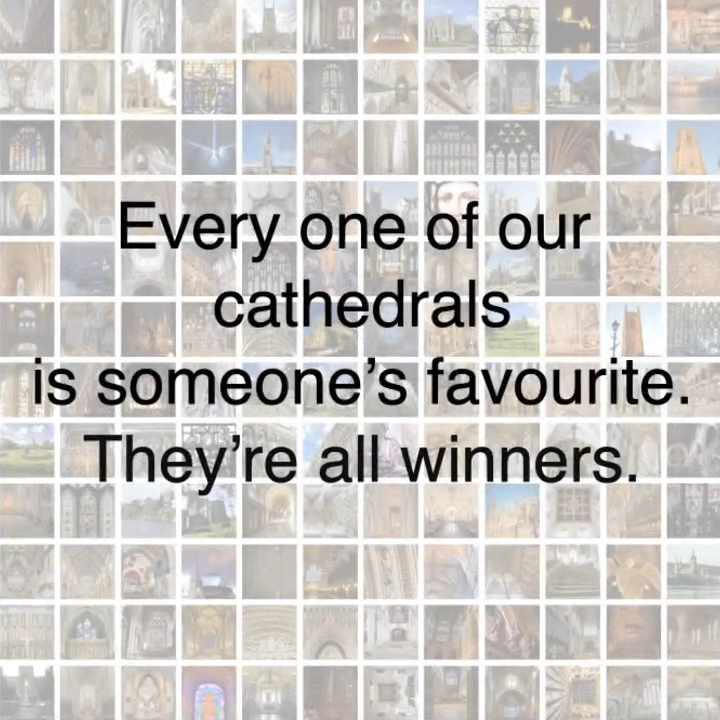 Every one of our
cathedrals
is someone’s favourite.
They’re all winners.